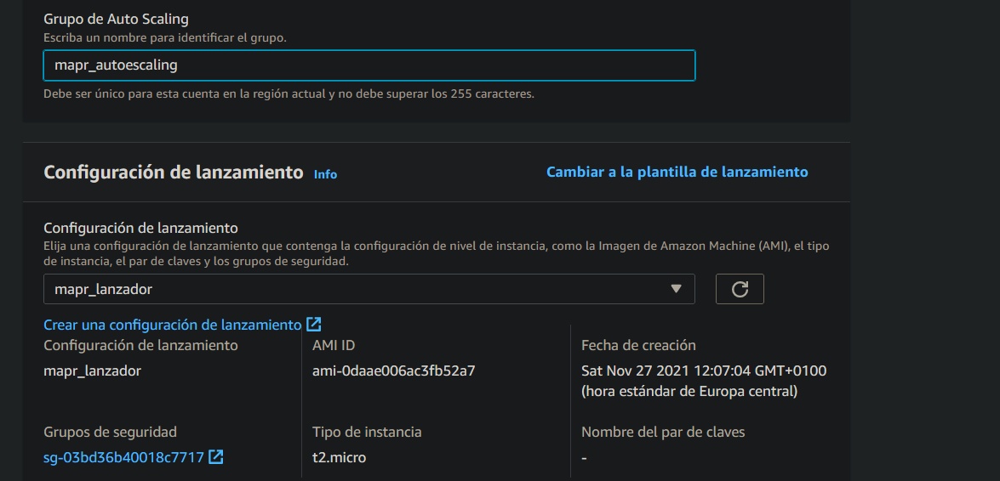 Grupo de Auto Scaling
Escriba un nombre para identificar el grupo.
mapr_autoescaling
Debe ser único para esta cuenta en la región actual y no debe superar los 255 caracteres.
Configuración de lanzamiento Info
Cambiar a la plantilla de lanzamiento
Configuración de lanzamiento
Elija una configuración de lanzamiento que contenga la configuración de nivel de instancia, como la Imagen de Amazon Machine (AMI), el tipo
de instancia, el par de claves y los grupos de seguridad.
mapr_lanzador
Crear una configuración de lanzamiento
Configuración de lanzamiento
mapr_lanzador
AMI ID
ami-0daae006ac3fb52a7
Fecha de creación
Sat Nov 27 2021 12:07:04 GMT+0100
(hora estándar de Europa central)
Grupos de seguridad
sg-03bd36b40018c7717
Tipo de instancia
t2.micro
Nombre del par de claves
-